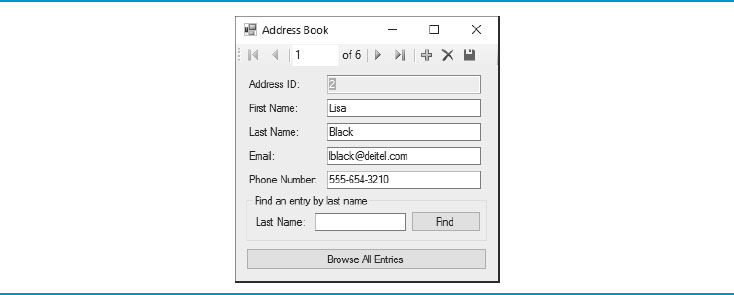 Address Book
1 of 6
Address ID: 2
First Name: Lisa
Last Name: Black
Email: lblack@deitel.com
Phone Number: 555-654-3210
Find an entry by last name
Last Name: Find
Browse All Entries